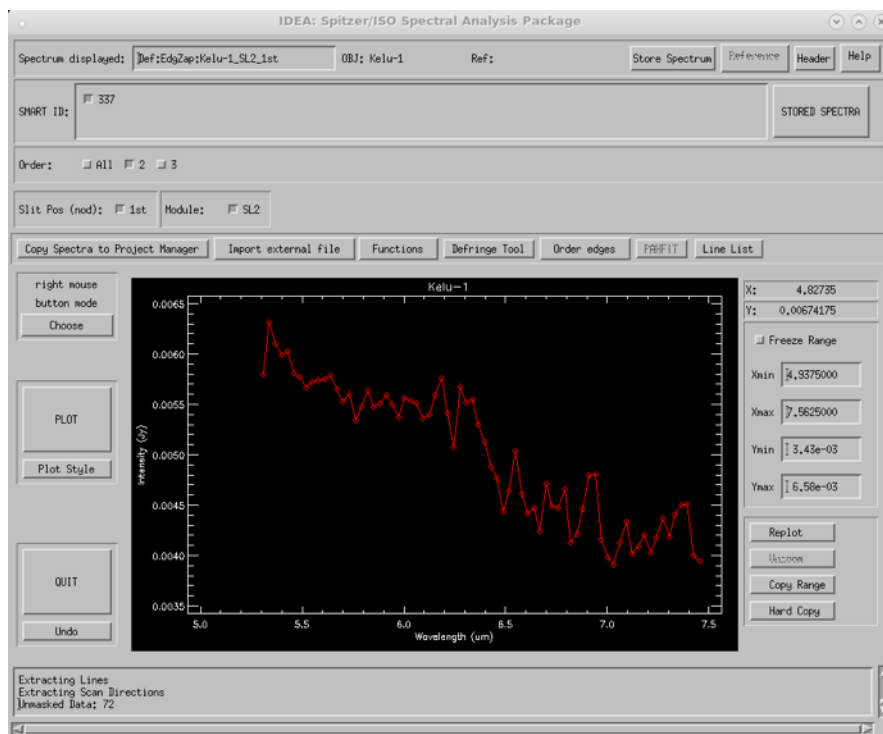 IDEA: Spitzer/ISO Spectral Analysis Package
Spectrum displayed: Def:EdgZap:Kelu-1_SL2_1st OBJ: Kelu-1 Ref: Store Spectrum Reference Header Help
SMART ID: 337 STORED SPECTRA
Order: All 2 3
Slit Pos (nod): 1st Module: SL2
Copy Spectra to Project Manager Import external file Functions Defringe Tool Order edges PAHFIT Line List
right mouse
button mode
Choose
PLOT
Plot Style
QUIT
Undo
Kelu-1
0.0065
0.0060
0.0055
0.0050
0.0045
0.0040
0.0035
Intensity (Jy)
5.0 5.5 6.0 6.5 7.0 7.5
Wavelength (um)
X: 4.82735
Y: 0.00674175
Freeze Range
Xmin 4.9375000
Xmax 7.5625000
Ymin 3.43e-03
Ymax 6.58e-03
Replot
Unzoom
Copy Range
Hard Copy
Extracting Lines
Extracting Scan Directions
Unmasked Data: 72